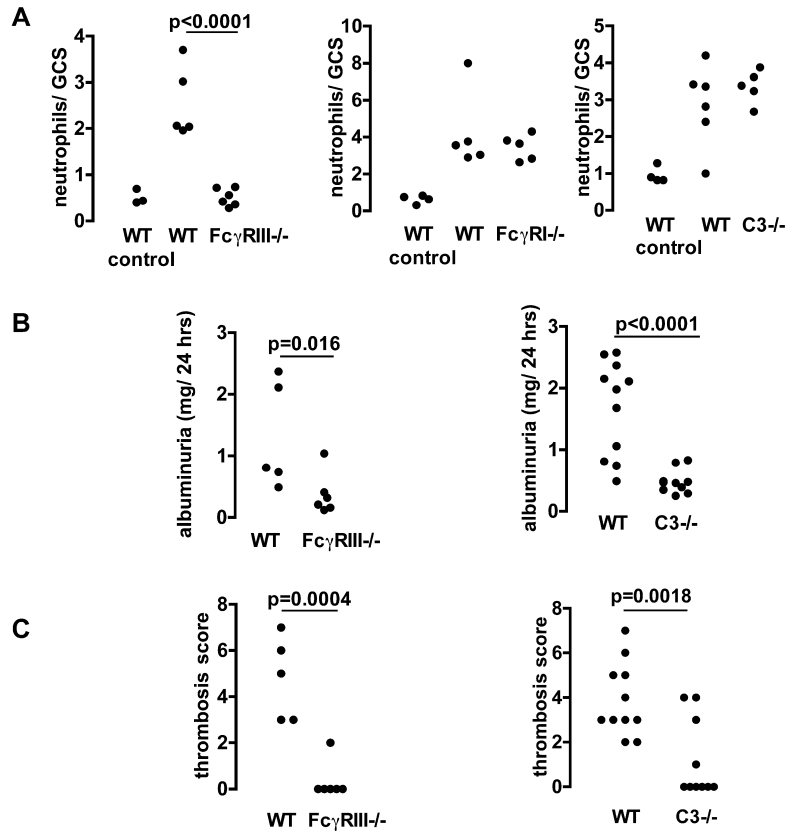 A
p<0.0001
neutrophils/ GCS
4
3
2
1
0
WT
control
WT
FcγRIII-/-
neutrophils/ GCS
10
8
6
4
2
0
WT
control
WT
FcγRI-/-
neutrophils/ GCS
5
4
3
2
1
0
WT
control
WT
C3-/-
B
albuminuria (mg/ 24 hrs)
p=0.016
3
2
1
0
WT
FcγRIII-/-
albuminuria (mg/ 24 hrs)
p<0.0001
3
2
1
0
WT
C3-/-
C
thrombosis score
p=0.0004
8
6
4
2
0
WT
FcγRIII-/-
thrombosis score
p=0.0018
8
6
4
2
0
WT
C3-/-